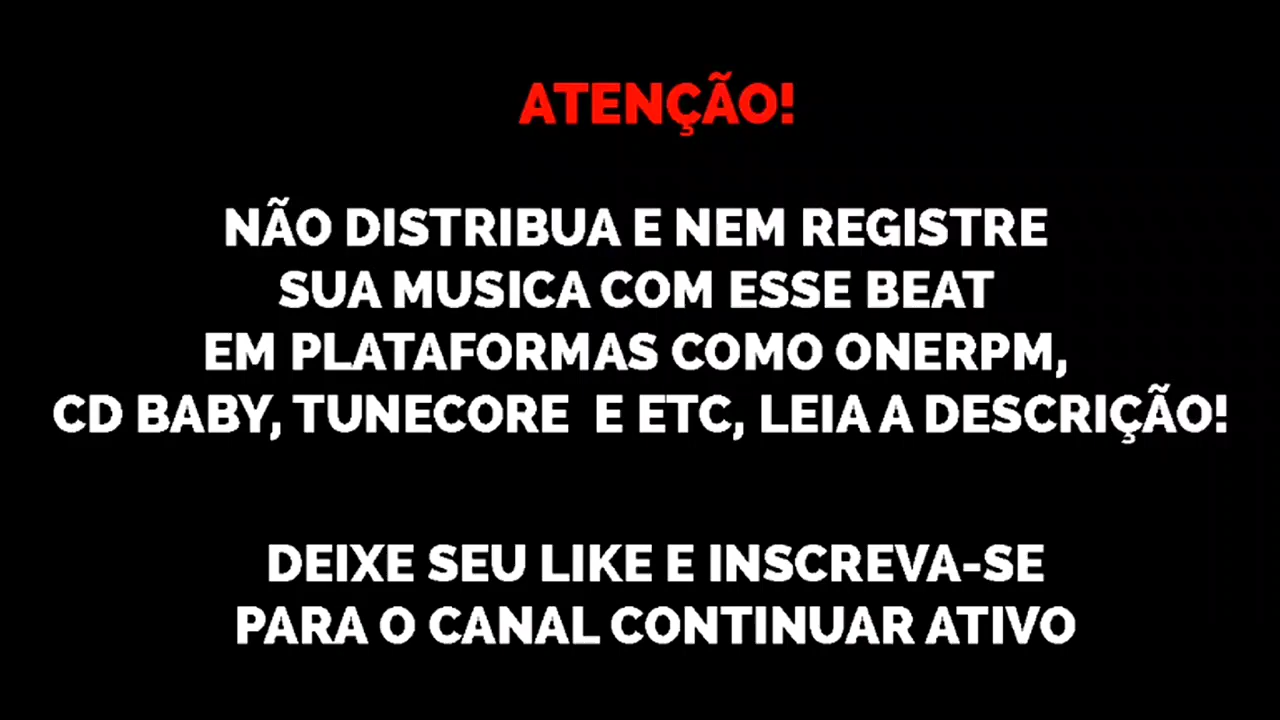 ATENÇÃO!
NÃO DISTRIBUA E NEM REGISTRE
SUA MUSICA COM ESSE BEAT
EM PLATAFORMAS COMO ONERPM,
CD BABY, TUNECORE E ETC, LEIA A DESCRIÇÃO!
DEIXE SEU LIKE E INSCREVA-SE
PARA O CANAL CONTINUAR ATIVO